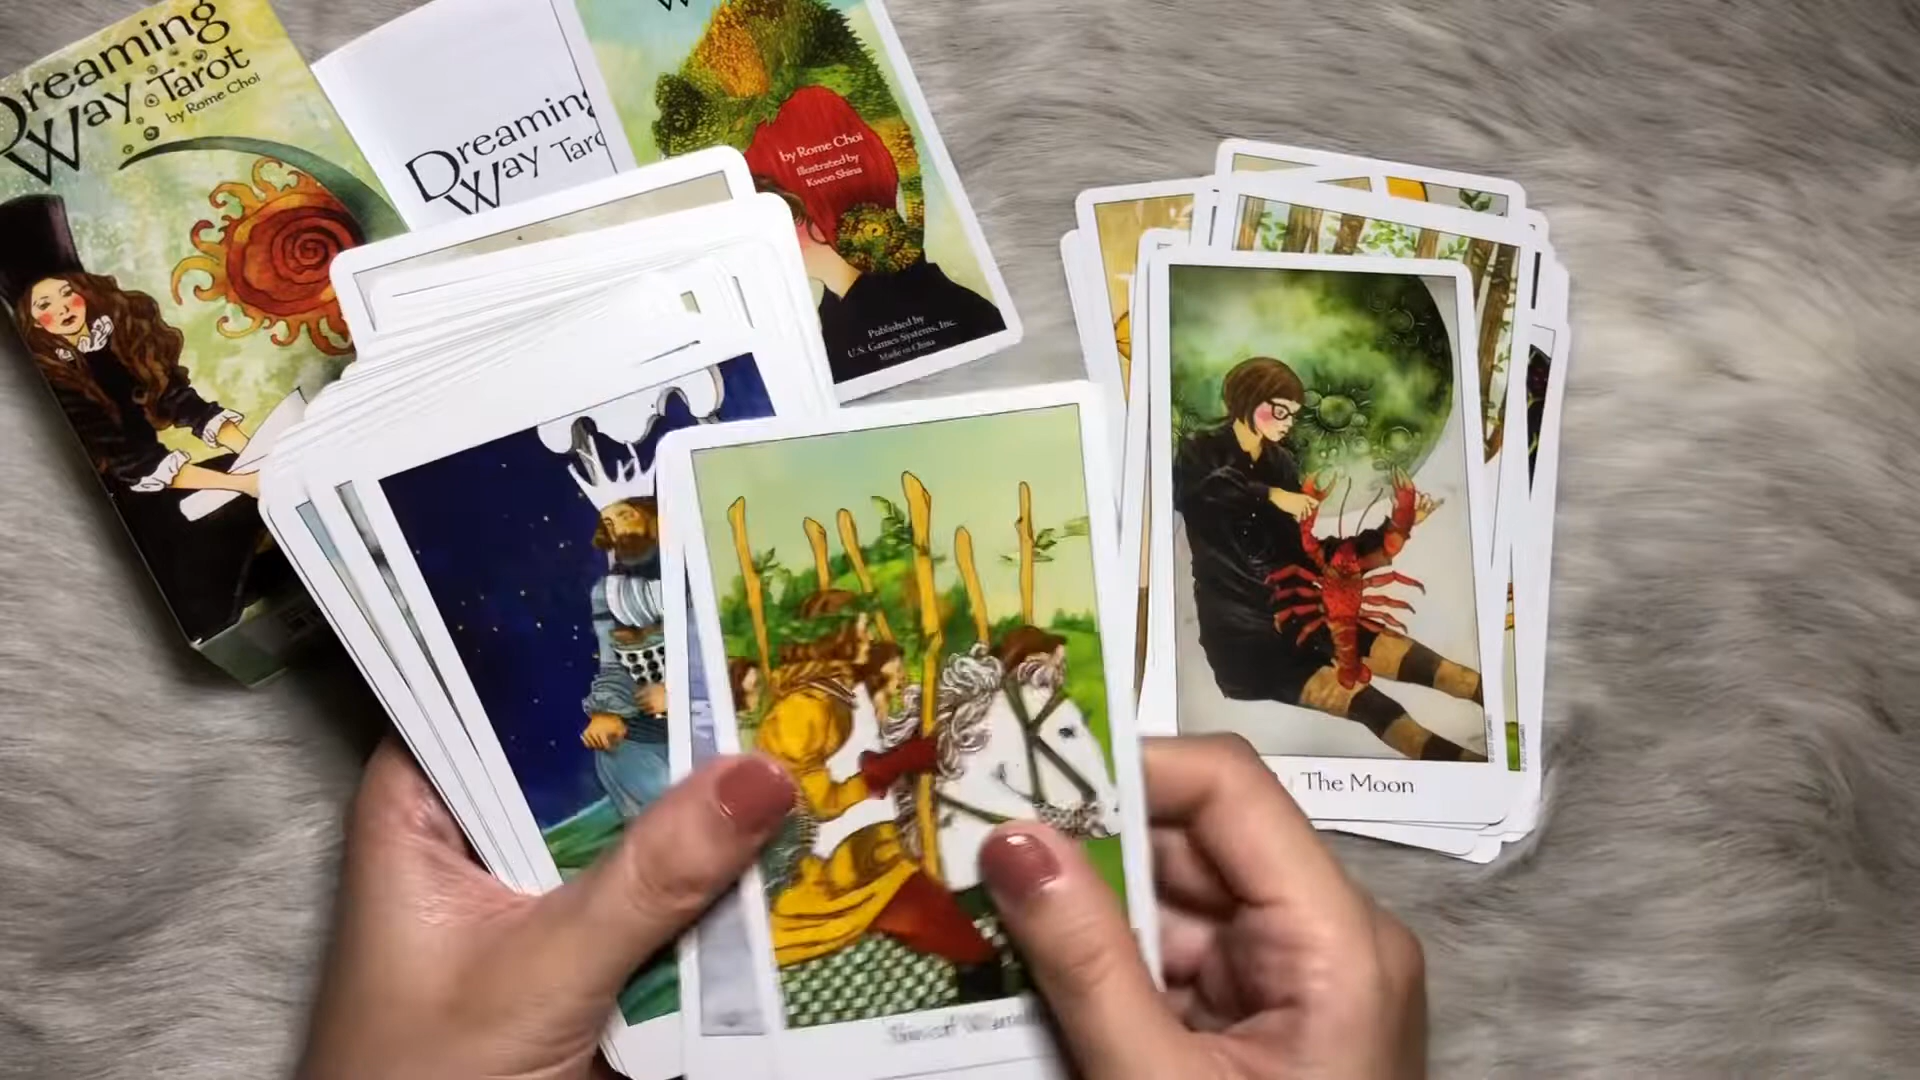 Dreaming
Way Tarot
by Rome Choi
Dreaming
Way Taro
by Rome Choi
Illustrated by
Kwon Shina
Published by
U.S. Games Systems, Inc.
Made in China
The Moon